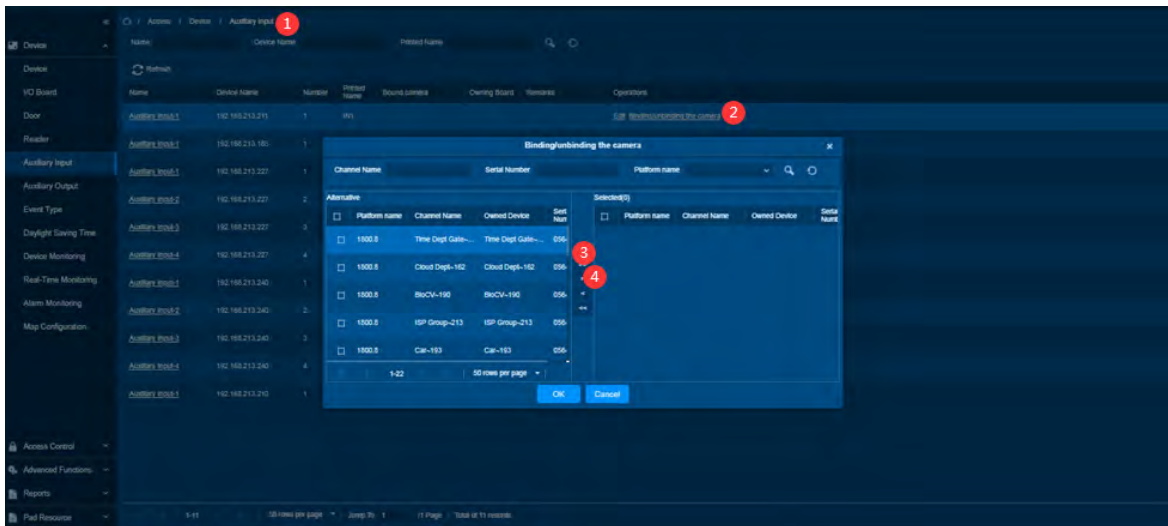 Access / Device / Auxiliary Input 1
Device
Name Device Name Printed Name
Device
Refresh
I/O Board
Name Device Name Number Printed Name Bound camera Owning Board Remarks Operations
Door
Auxiliary Input-1 192.168.213.211 1 IN1 Edit Binding/unbinding the camera 2
Reader
Auxiliary Input-1 192.168.213.185 1
Binding/unbinding the camera
Auxiliary Input
Auxiliary Input-1 192.168.213.227 1
Channel Name Serial Number Platform name
Auxiliary Output
Auxiliary Input-2 192.168.213.227 2
Alternative Selected(0)
Event Type
Platform name Channel Name Owned Device Seri Num
Platform name Channel Name Owned Device Seria Numb
Daylight Saving Time
Auxiliary Input-3 192.168.213.227 3
1800.8 Time Dept Gate~... Time Dept Gate~... 056-
3
Device Monitoring
Auxiliary Input-4 192.168.213.227 4
1800.8 Cloud Dept~162 Cloud Dept~162 056-
4
Real-Time Monitoring
Auxiliary Input-1 192.168.213.240 1
1800.8 BioCV~190 BioCV~190 056-
<
<<
Alarm Monitoring
Auxiliary Input-2 192.168.213.240 2
1800.8 ISP Group~213 ISP Group~213 056-
Map Configuration
Auxiliary Input-3 192.168.213.240 3
1800.8 Car~193 Car~193 056-
Auxiliary Input-4 192.168.213.240 4
1-22 50 rows per page
Auxiliary Input-1 192.168.213.210 1
OK Cancel
Access Control
Advanced Functions
Reports
Pad Resource
1-11 50 rows per page Jump To 1 /1 Page Total of 11 records